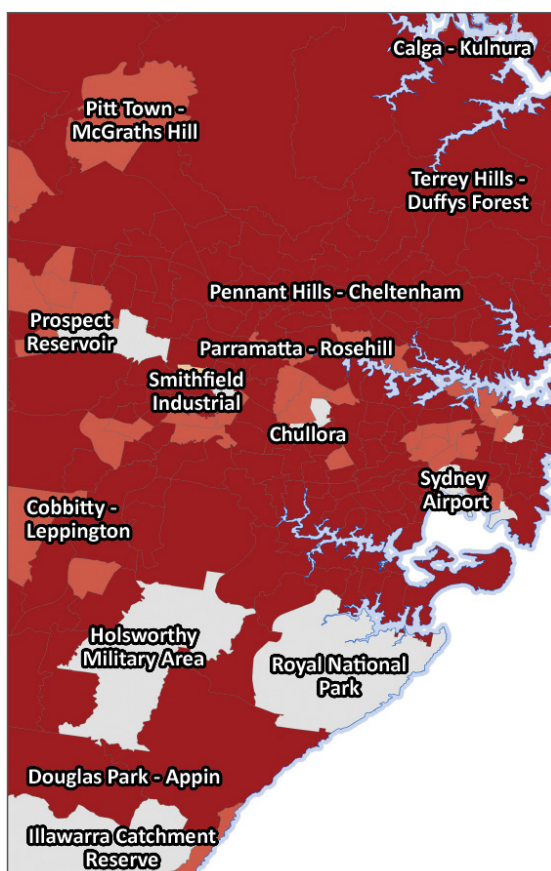 Calga - Kulnura
Pitt Town -
McGraths Hill
Terrey Hills -
Duffys Forest
Pennant Hills - Cheltenham
Prospect
Reservoir
Parramatta - Rosehill
Smithfield
Industrial
Chullora
Sydney
Airport
Cobbitty -
Leppington
Holsworthy
Military Area
Royal National
Park
Douglas Park - Appin
Illawarra Catchment
Reserve